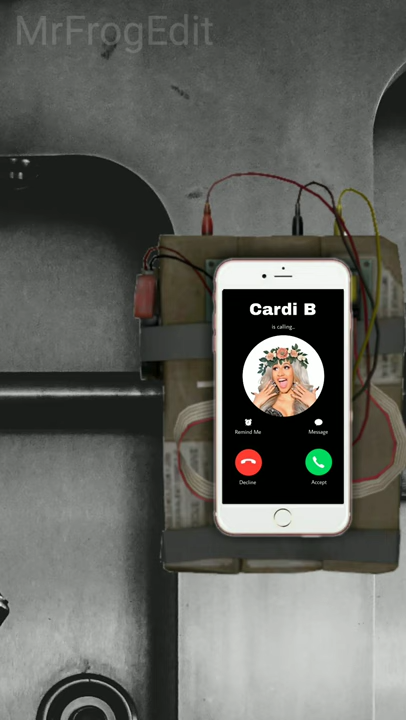 MrFrogEdit
Cardi B
is calling..
Remind Me
Message
Decline
Accept